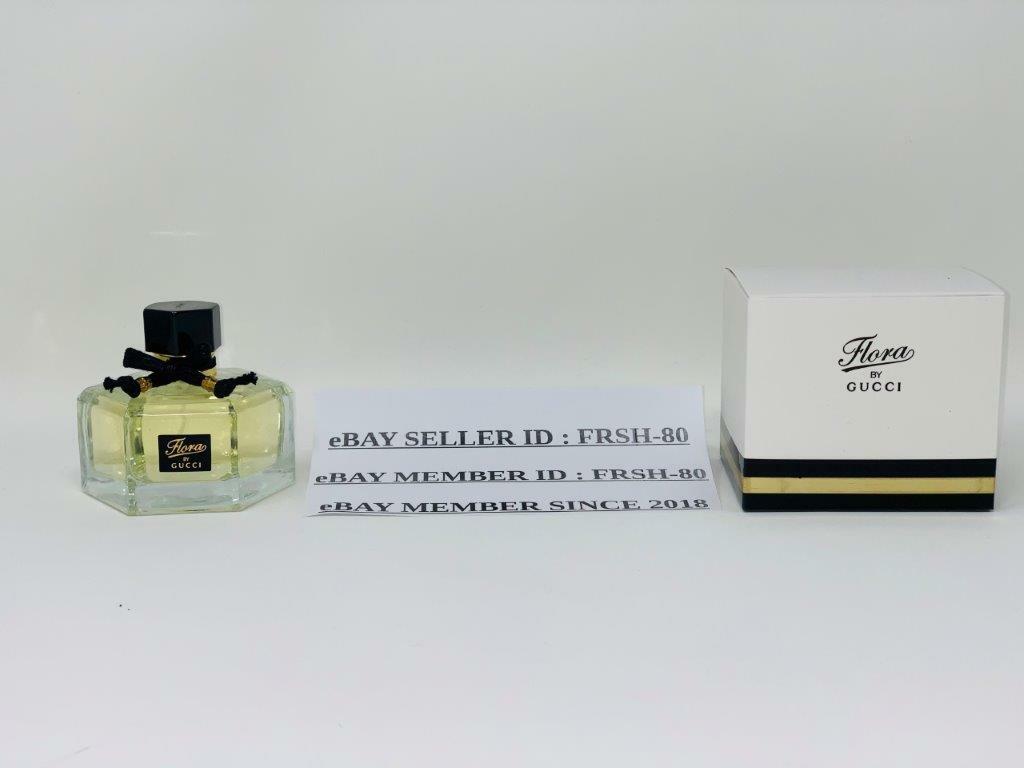 Flora
BY
GUCCI
eBAY SELLER ID : FRSH-80
eBAY MEMBER ID : FRSH-80
eBAY MEMBER SINCE 2018
Flora
BY
GUCCI